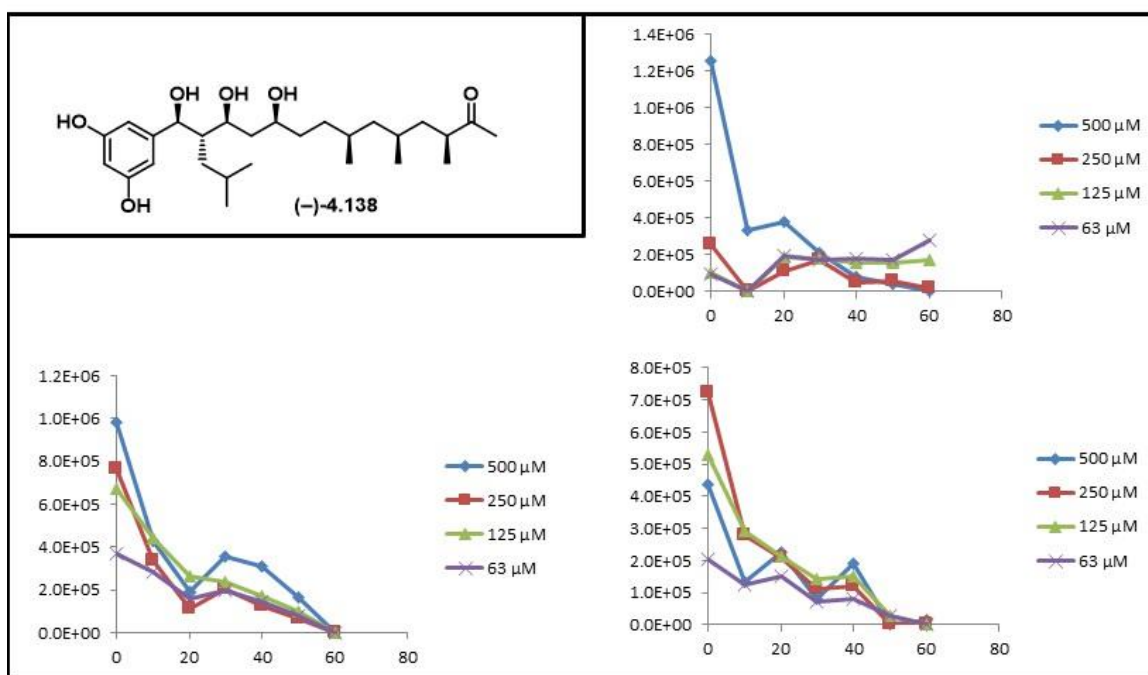 OH OH OH O
HO
OH
(–)-4.138
1.4E+06
1.2E+06
1.0E+06
8.0E+05
6.0E+05
4.0E+05
2.0E+05
0.0E+00
0 20 40 60 80
500 µM
250 µM
125 µM
63 µM
1.2E+06
1.0E+06
8.0E+05
6.0E+05
4.0E+05
2.0E+05
0.0E+00
0 20 40 60 80
500 µM
250 µM
125 µM
63 µM
8.0E+05
7.0E+05
6.0E+05
5.0E+05
4.0E+05
3.0E+05
2.0E+05
1.0E+05
0.0E+00
0 20 40 60 80
500 µM
250 µM
125 µM
63 µM